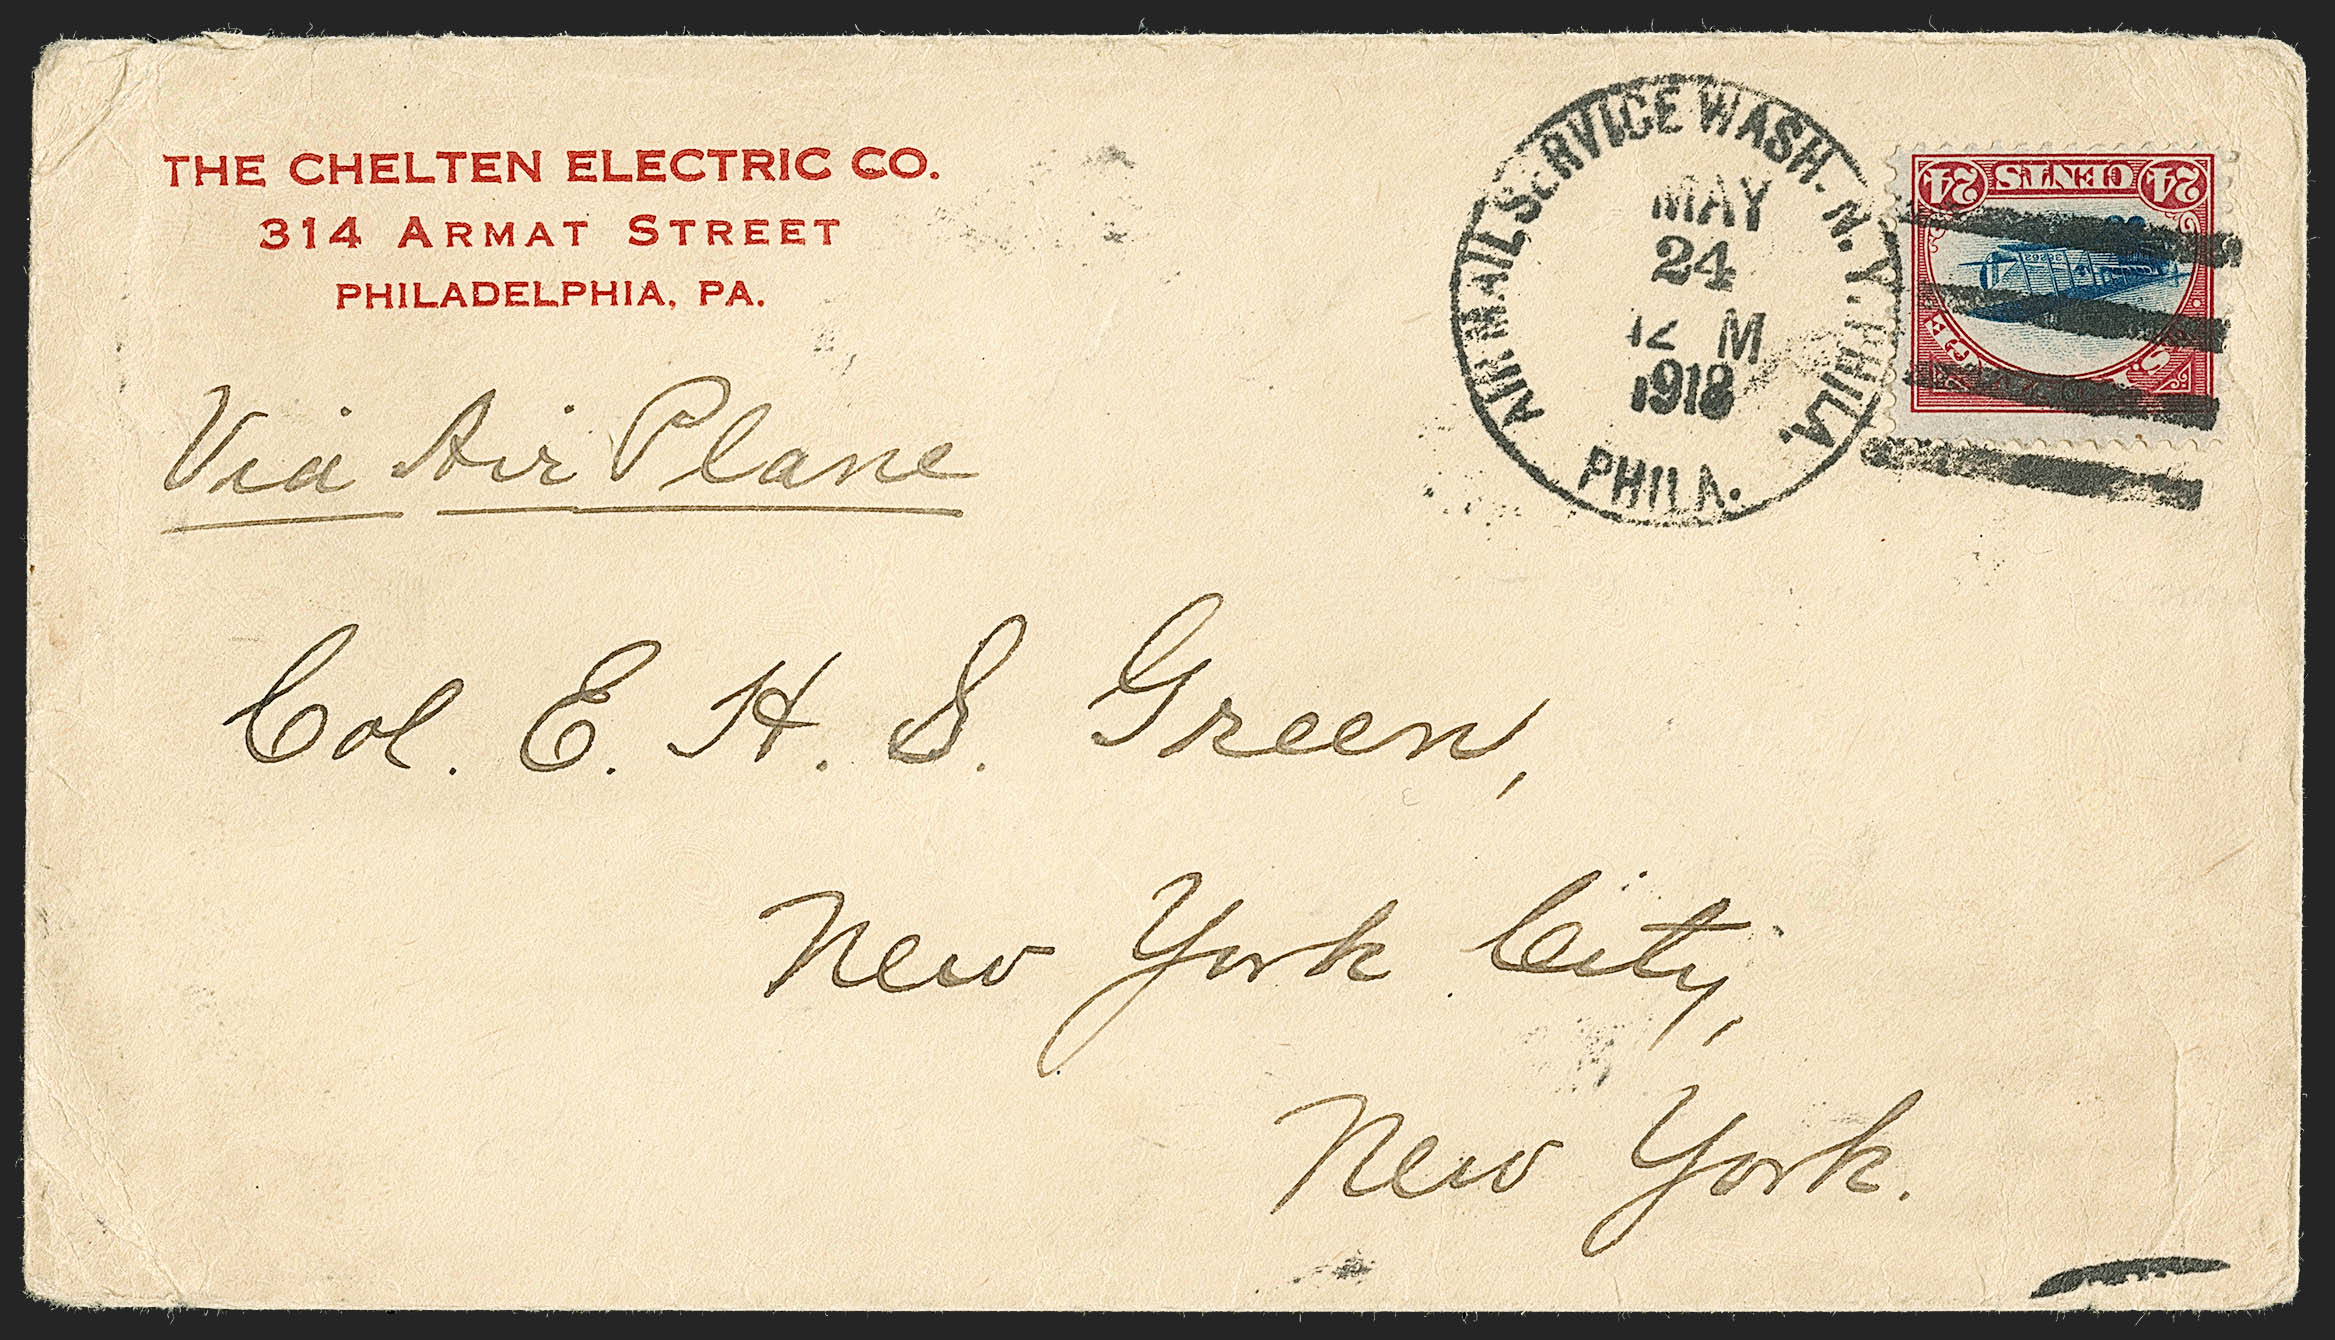 THE CHELTEN ELECTRIC CO.
314 ARMAT STREET
PHILADELPHIA, PA.
AIR MAIL SERVICE WASH. N.Y. PHILA.
MAY
24
12 M
1918
PHILA.
24 CENTS 24
Via Air Plane
Col. E. H. S. Green,
New York City,
New York.